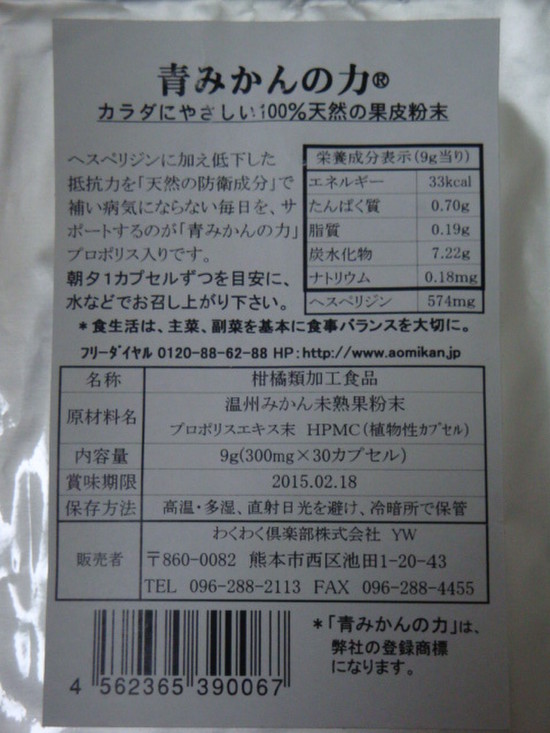 青みかんの力®
カラダにやさしい100%天然の果皮粉末
ヘスペリジンに加え低下した
抵抗力を「天然の防衛成分」で
補い病気にならない毎日を、サ
ポートするのが「青みかんの力」
プロポリス入りです。
朝夕1カプセルずつを目安に、
水などでお召し上がり下さい。
栄養成分表示(9g当り)
エネルギー 33kcal
たんぱく質 0.70g
脂質 0.19g
炭水化物 7.22g
ナトリウム 0.18mg
ヘスペリジン 574mg
*食生活は、主菜、副菜を基本に食事バランスを大切に。
フリーダイヤル 0120-88-62-88 HP:http://www.aomikan.jp
名称 柑橘類加工食品
原材料名 温州みかん未熟果粉末
プロポリスエキス末 HPMC(植物性カプセル)
内容量 9g(300mg×30カプセル)
賞味期限 2015.02.18
保存方法 高温・多湿、直射日光を避け、冷暗所で保管
販売者 わくわく倶楽部株式会社 YW
〒860-0082 熊本市西区池田1-20-43
TEL 096-288-2113 FAX 096-288-4455
*「青みかんの力」は、
弊社の登録商標
になります。
4 562365 390067